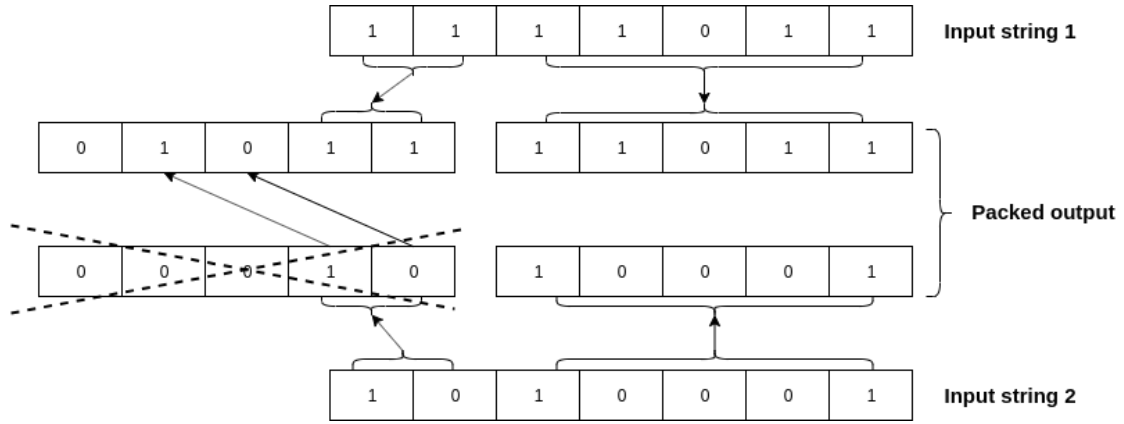 1 1 1 1 0 1 1 Input string 1
0 1 0 1 1 1 1 0 1 1
Packed output
0 0 0 1 0 1 0 0 0 1
1 0 1 0 0 0 1 Input string 2